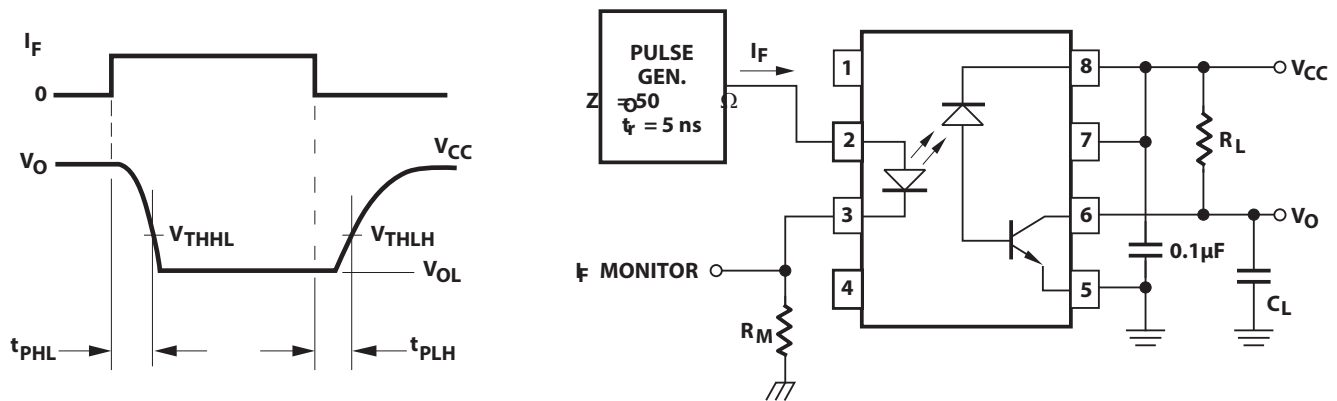 I_F
0
V_O
V_CC
V_THHL
V_THLH
V_OL
t_PHL
t_PLH
PULSE
GEN.
Z_O = 50 Ω
t_r = 5 ns
I_F
1
2
3
4
8
7
6
5
V_CC
R_L
V_O
0.1µF
C_L
I_F MONITOR
R_M